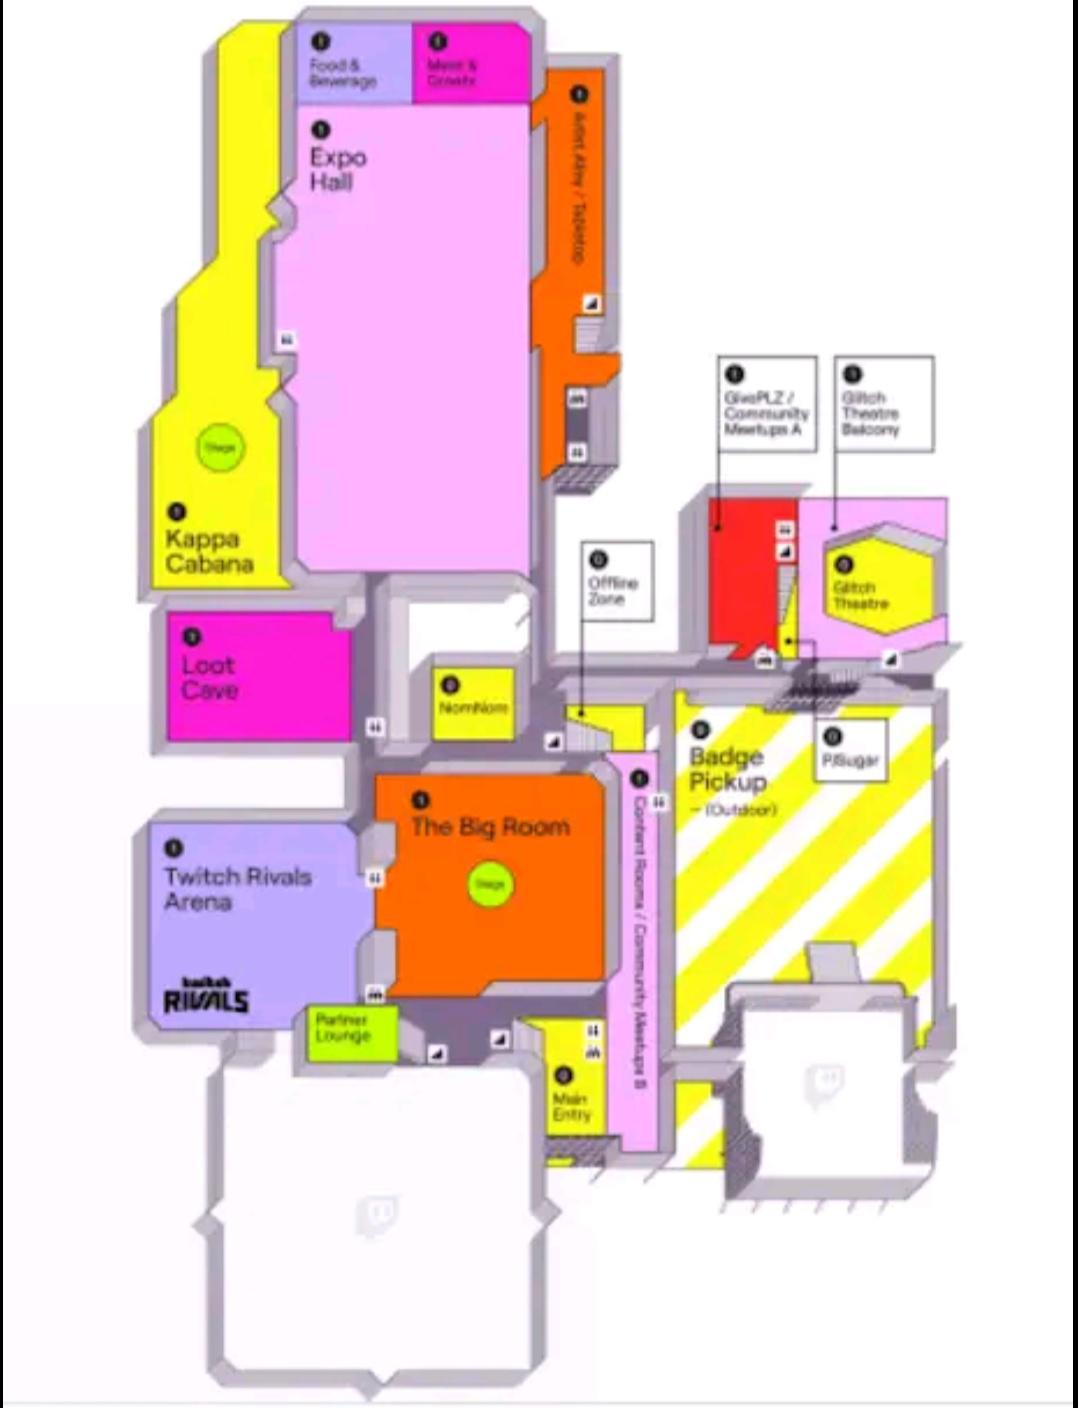 Food &
Beverage
Meet &
Greets
Expo
Hall
Artist Alley / Tabletop
Stage
Kappa
Cabana
GivePLZ /
Community
Meetups A
Glitch
Theatre
Balcony
Offline
Zone
Glitch
Theatre
Loot
Cave
NomNom
Badge
Pickup
– (Outdoor)
PJSugar
The Big Room
Stage
Content Rooms / Community Meetups B
Twitch Rivals
Arena
twitch
RIVALS
Partner
Lounge
Main
Entry